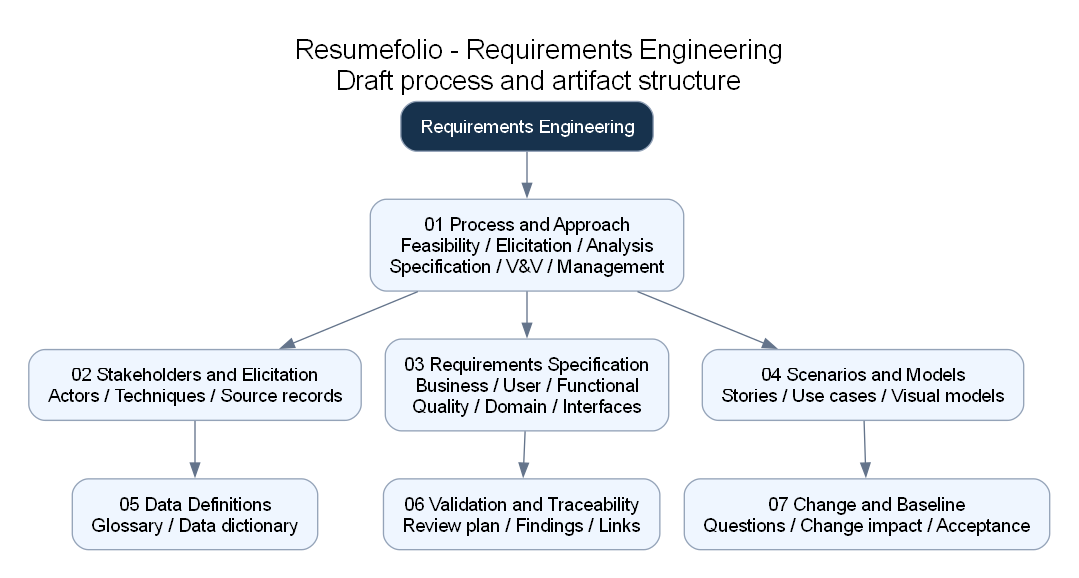 Resumefolio - Requirements Engineering
Draft process and artifact structure
Requirements Engineering
01 Process and Approach
Feasibility / Elicitation / Analysis
Specification / V&V / Management
02 Stakeholders and Elicitation
Actors / Techniques / Source records
03 Requirements Specification
Business / User / Functional
Quality / Domain / Interfaces
04 Scenarios and Models
Stories / Use cases / Visual models
05 Data Definitions
Glossary / Data dictionary
06 Validation and Traceability
Review plan / Findings / Links
07 Change and Baseline
Questions / Change impact / Acceptance